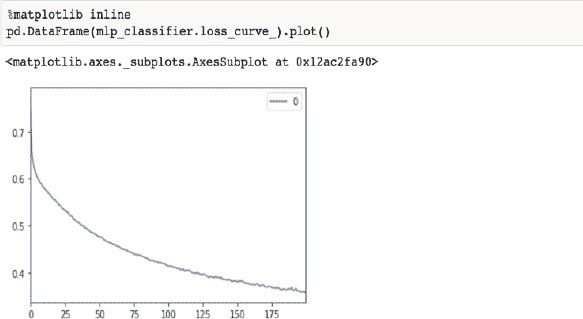 %matplotlib inline
pd.DataFrame(mlp_classifier.loss_curve_).plot()
<matplotlib.axes._subplots.AxesSubplot at 0x12ac2fa90>
0
0.7
0.6
0.5
0.4
0 25 50 75 100 125 150 175